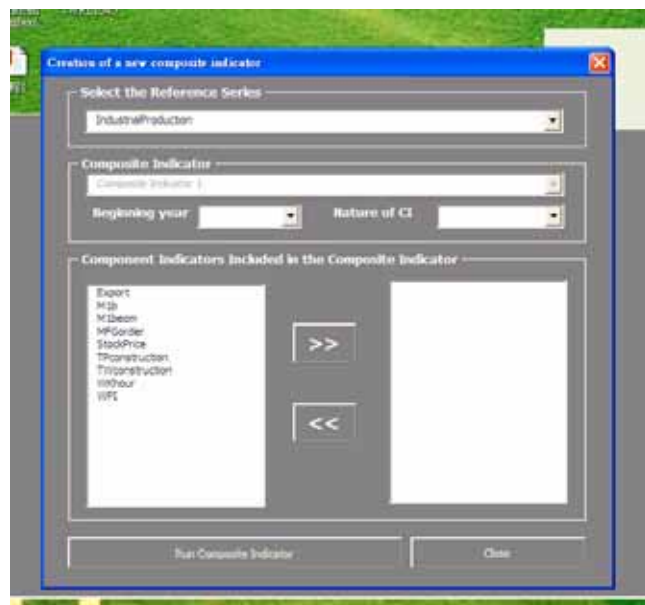 Creation of a new composite indicator
Select the Reference Series
IndustrialProduction
Composite Indicator
Composite Indicator 1
Beginning year
Nature of CI
Component Indicators Included in the Composite Indicator
Export
M1b
M1beom
MFGorder
StockPrice
TPconstruction
TWconstruction
WKhour
WPI
>>
<<
Run Composite Indicator
Close